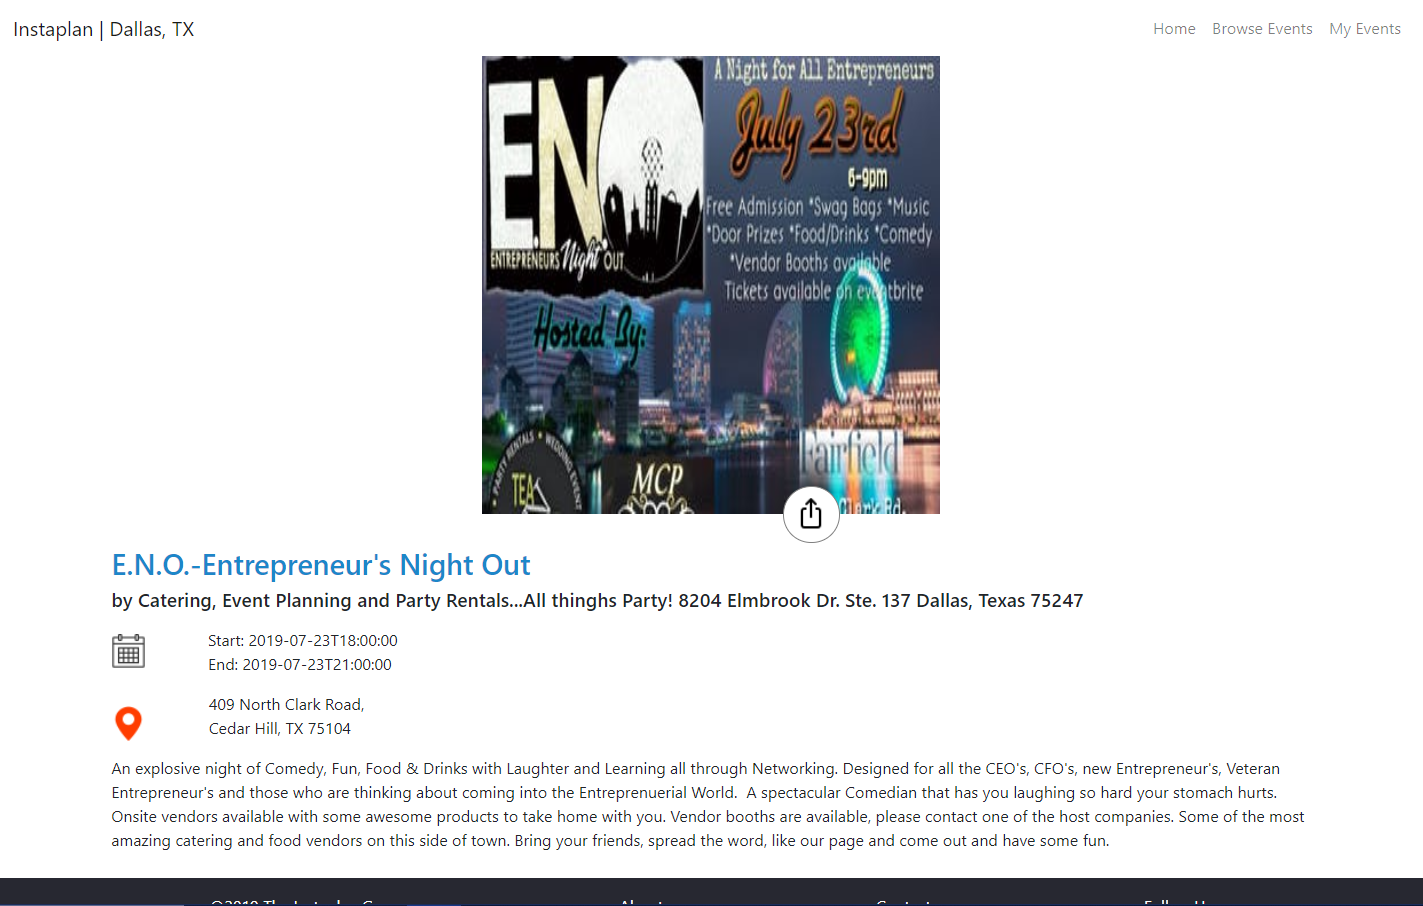 Instaplan | Dallas, TX
Home Browse Events My Events
A Night for All Entrepreneurs
July 23rd
6-9pm
Free Admission *Swag Bags *Music
*Door Prizes *Food/Drinks *Comedy
*Vendor Booths available
Tickets available on eventbrite
E.N.O
ENTREPRENEURS Night OUT
Hosted By:
PARTY RENTALS • WEDDING EVENT
TEA
MCP
Fairfield
Clark Rd.
E.N.O.-Entrepreneur's Night Out
by Catering, Event Planning and Party Rentals...All thinghs Party! 8204 Elmbrook Dr. Ste. 137 Dallas, Texas 75247
Start: 2019-07-23T18:00:00
End: 2019-07-23T21:00:00
409 North Clark Road,
Cedar Hill, TX 75104
An explosive night of Comedy, Fun, Food & Drinks with Laughter and Learning all through Networking. Designed for all the CEO's, CFO's, new Entrepreneur's, Veteran
Entrepreneur's and those who are thinking about coming into the Entreprenuerial World. A spectacular Comedian that has you laughing so hard your stomach hurts.
Onsite vendors available with some awesome products to take home with you. Vendor booths are available, please contact one of the host companies. Some of the most
amazing catering and food vendors on this side of town. Bring your friends, spread the word, like our page and come out and have some fun.